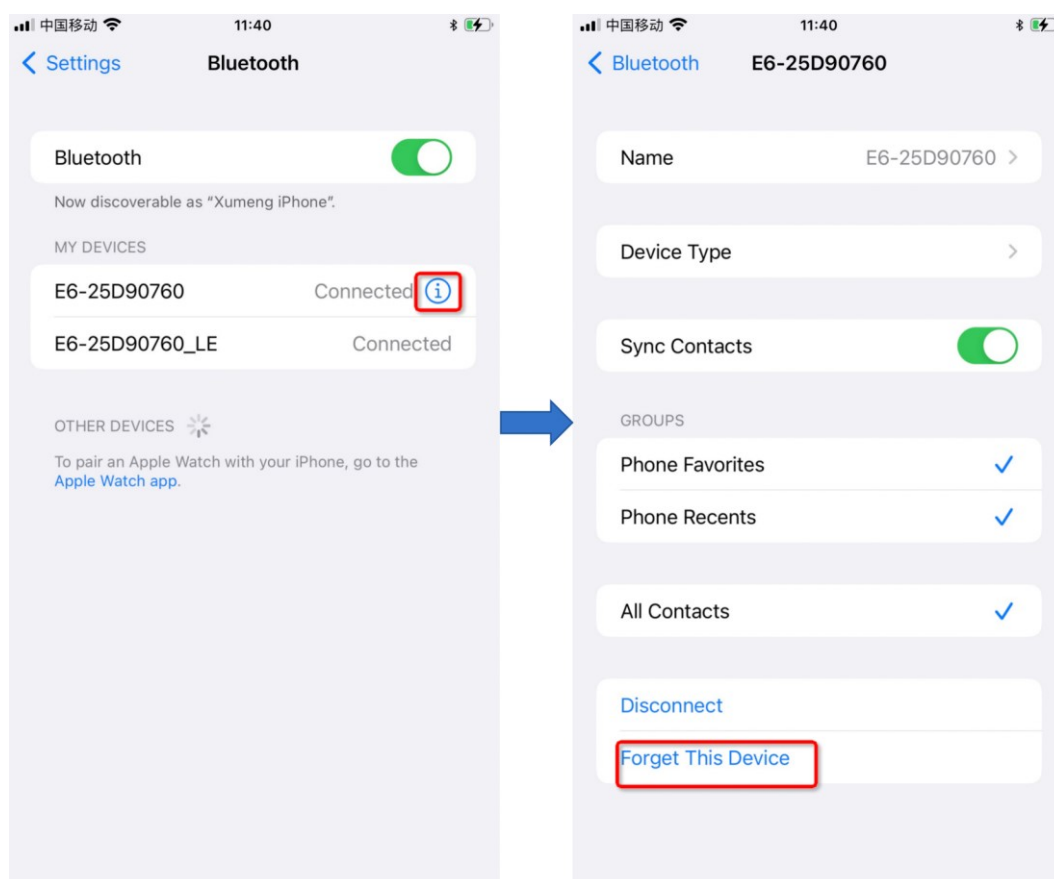 中国移动 11:40
Settings Bluetooth
Bluetooth
Now discoverable as “Xumeng iPhone”.
MY DEVICES
E6-25D90760 Connected
E6-25D90760_LE Connected
OTHER DEVICES
To pair an Apple Watch with your iPhone, go to the
Apple Watch app.
中国移动 11:40
Bluetooth E6-25D90760
Name E6-25D90760
Device Type
Sync Contacts
GROUPS
Phone Favorites
Phone Recents
All Contacts
Disconnect
Forget This Device